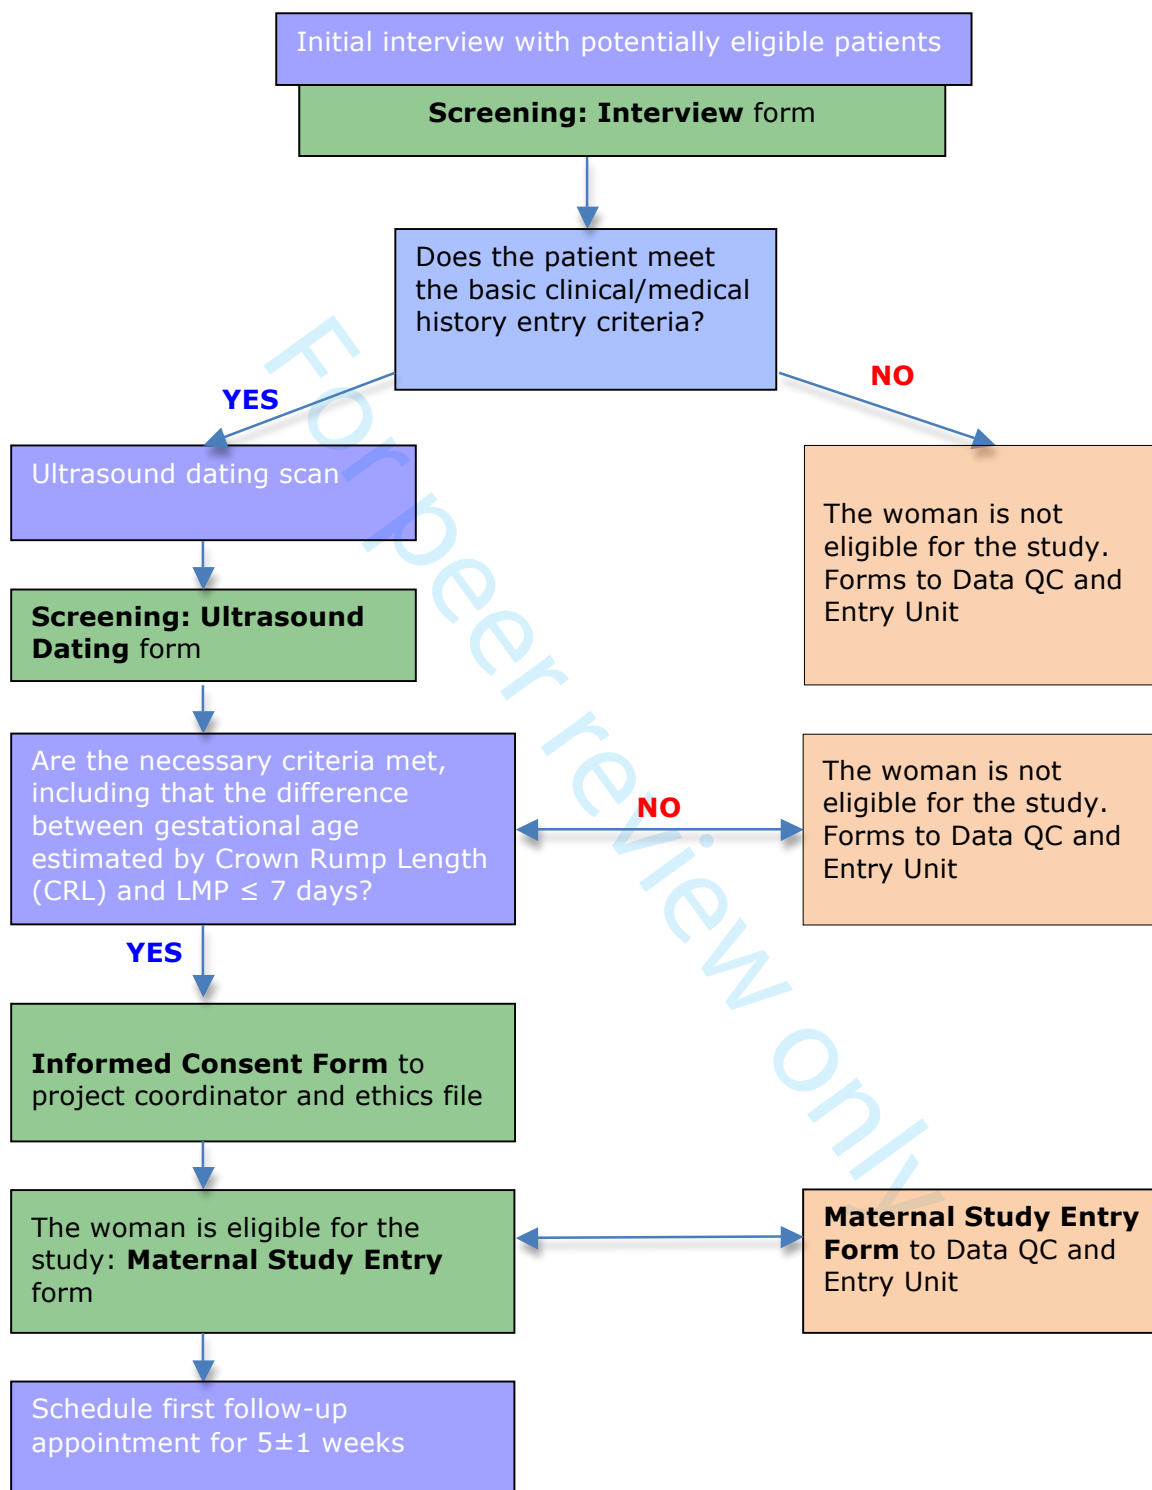 Initial interview with potentially eligible patients
Screening: Interview form
Does the patient meet
the basic clinical/medical
history entry criteria?
YES
NO
Ultrasound dating scan
The woman is not
eligible for the study.
Forms to Data QC and
Entry Unit
Screening: Ultrasound
Dating form
Are the necessary criteria met,
including that the difference
between gestational age
estimated by Crown Rump Length
(CRL) and LMP ≤ 7 days?
NO
The woman is not
eligible for the study.
Forms to Data QC and
Entry Unit
YES
Informed Consent Form to
project coordinator and ethics file
The woman is eligible for the
study: Maternal Study Entry
form
Maternal Study Entry
Form to Data QC and
Entry Unit
Schedule first follow-up
appointment for 5±1 weeks
For peer review only